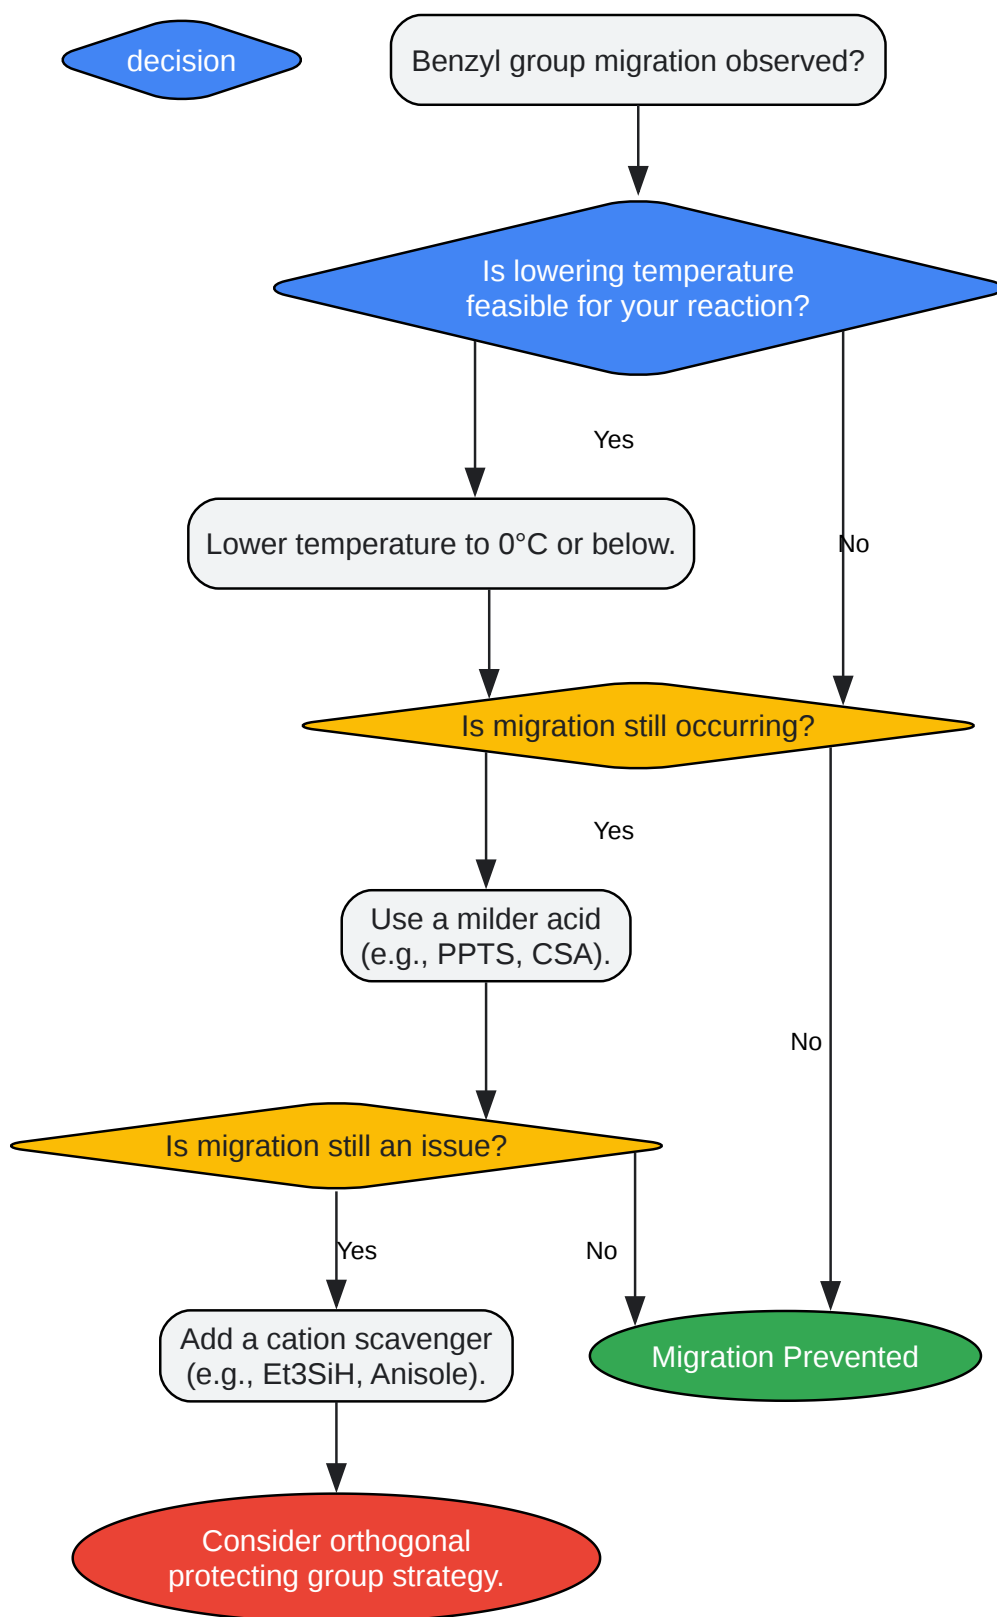 decision
Benzyl group migration observed?
Is lowering temperature
feasible for your reaction?
Yes
Lower temperature to 0°C or below.
No
Is migration still occurring?
Yes
Use a milder acid
(e.g., PPTS, CSA).
No
Is migration still an issue?
Yes
No
Add a cation scavenger
(e.g., Et3SiH, Anisole).
Migration Prevented
Consider orthogonal
protecting group strategy.